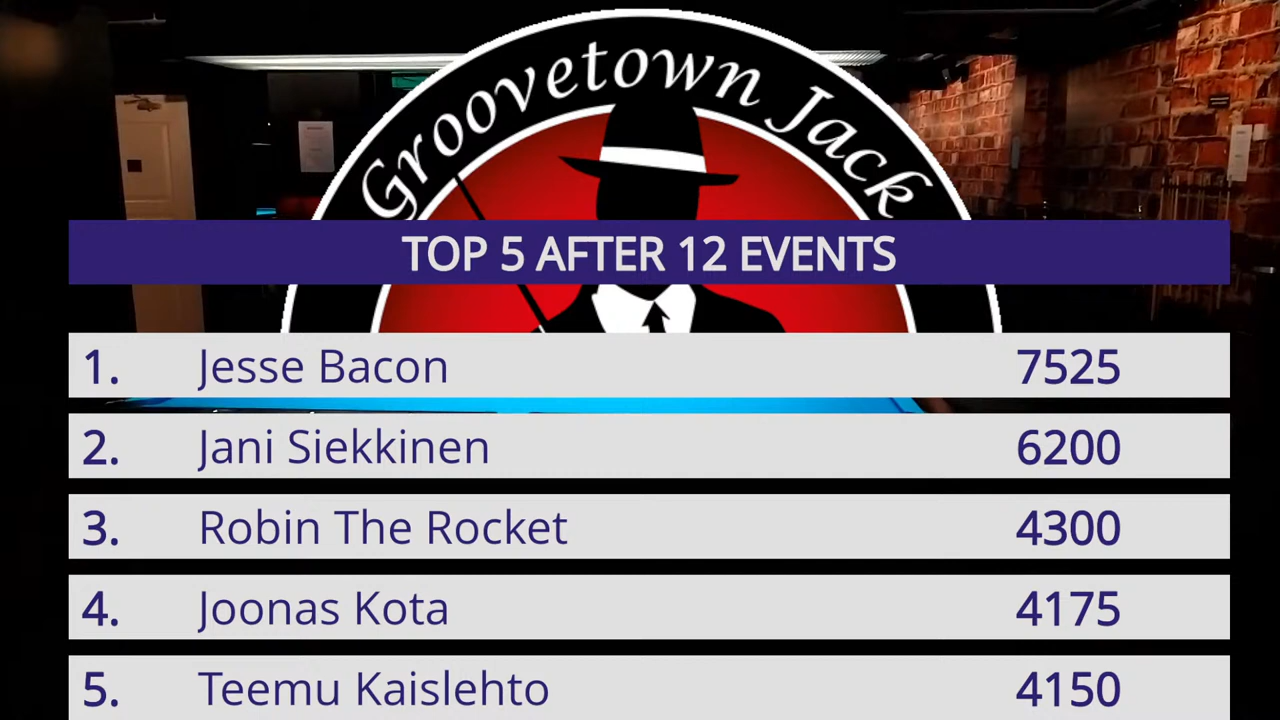 Groovetown Jack
TOP 5 AFTER 12 EVENTS
1. Jesse Bacon 7525
2. Jani Siekkinen 6200
3. Robin The Rocket 4300
4. Joonas Kota 4175
5. Teemu Kaislehto 4150